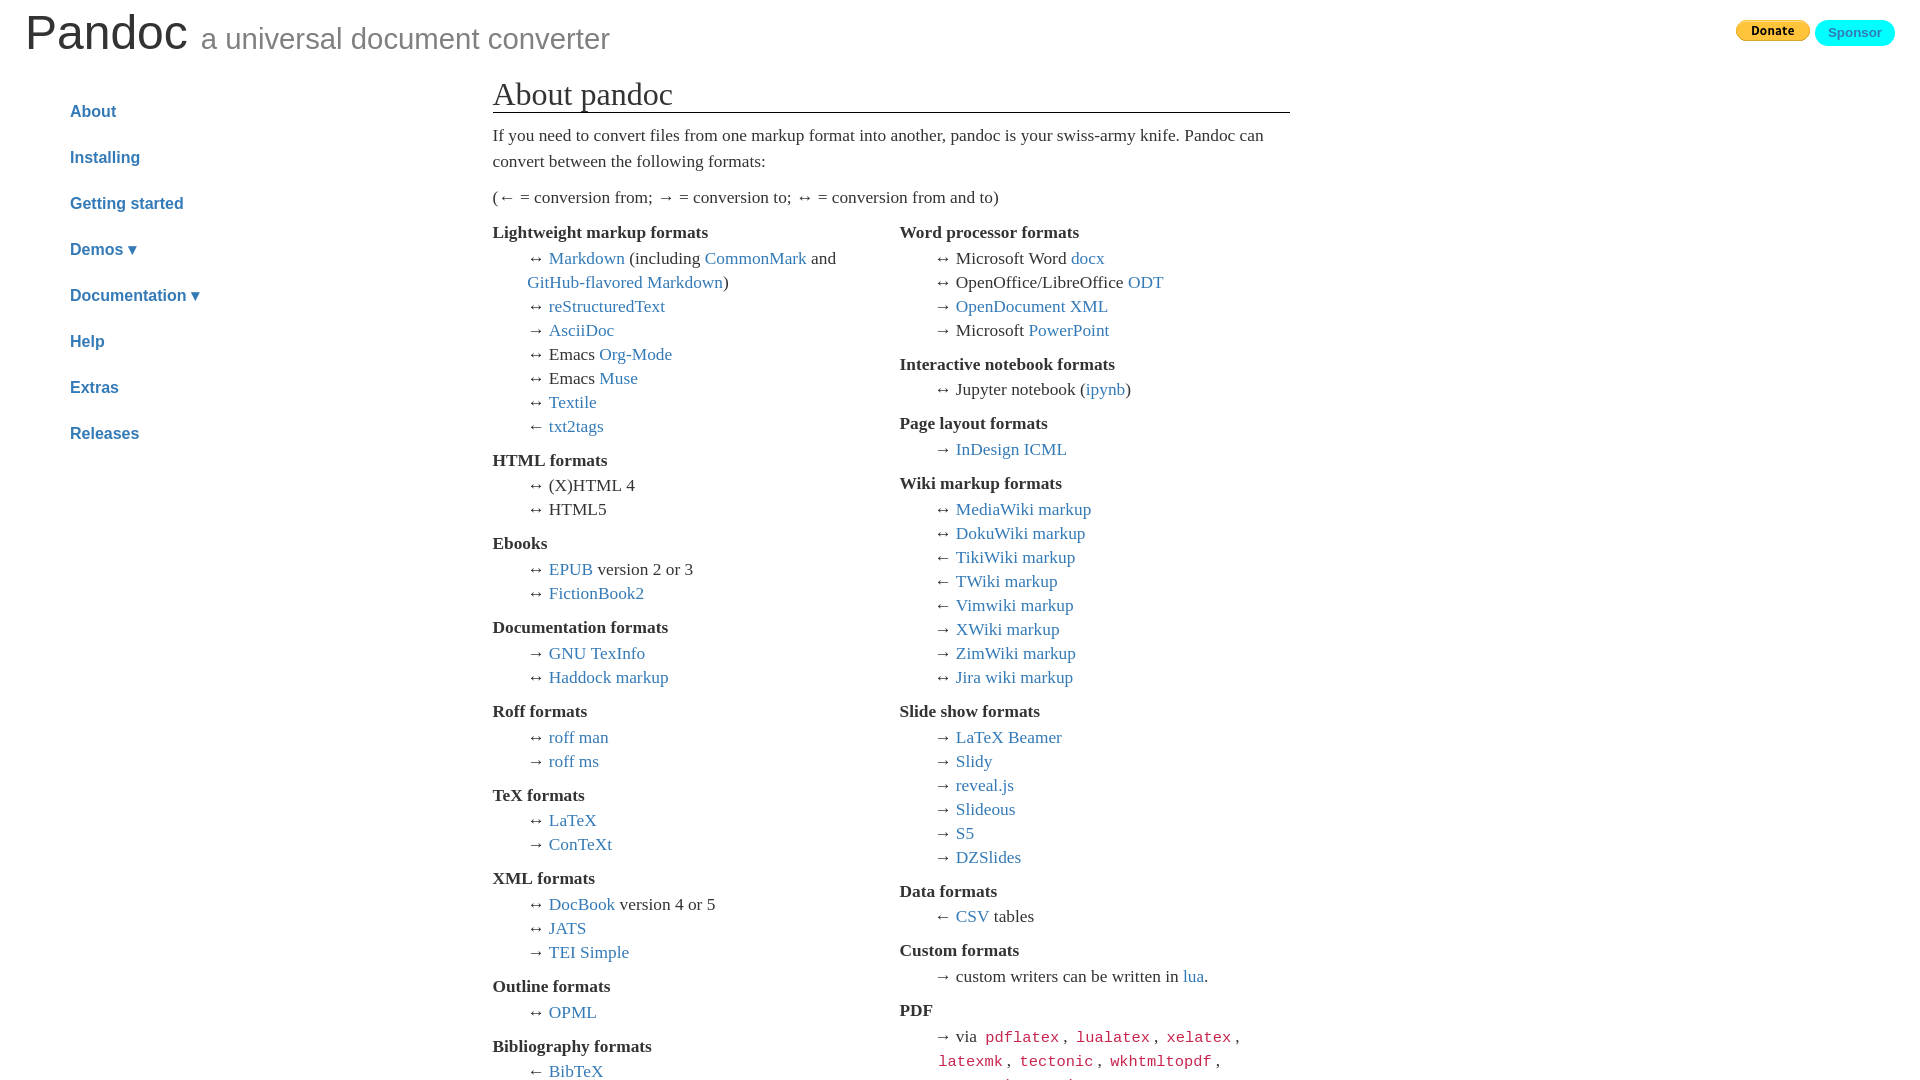 Pandoc a universal document converter
Donate
Sponsor
About
Installing
Getting started
Demos ▾
Documentation ▾
Help
Extras
Releases
About pandoc
If you need to convert files from one markup format into another, pandoc is your swiss-army knife. Pandoc can
convert between the following formats:
(← = conversion from; → = conversion to; ↔ = conversion from and to)
Lightweight markup formats
↔ Markdown (including CommonMark and
GitHub-flavored Markdown)
↔ reStructuredText
→ AsciiDoc
↔ Emacs Org-Mode
↔ Emacs Muse
↔ Textile
← txt2tags
HTML formats
↔ (X)HTML 4
↔ HTML5
Ebooks
↔ EPUB version 2 or 3
↔ FictionBook2
Documentation formats
→ GNU TexInfo
↔ Haddock markup
Roff formats
↔ roff man
→ roff ms
TeX formats
↔ LaTeX
→ ConTeXt
XML formats
↔ DocBook version 4 or 5
↔ JATS
→ TEI Simple
Outline formats
↔ OPML
Bibliography formats
← BibTeX
Word processor formats
↔ Microsoft Word docx
↔ OpenOffice/LibreOffice ODT
→ OpenDocument XML
→ Microsoft PowerPoint
Interactive notebook formats
↔ Jupyter notebook (ipynb)
Page layout formats
→ InDesign ICML
Wiki markup formats
↔ MediaWiki markup
↔ DokuWiki markup
← TikiWiki markup
← TWiki markup
← Vimwiki markup
→ XWiki markup
→ ZimWiki markup
↔ Jira wiki markup
Slide show formats
→ LaTeX Beamer
→ Slidy
→ reveal.js
→ Slideous
→ S5
→ DZSlides
Data formats
← CSV tables
Custom formats
→ custom writers can be written in lua.
PDF
→ via pdflatex, lualatex, xelatex,
latexmk, tectonic, wkhtmltopdf,